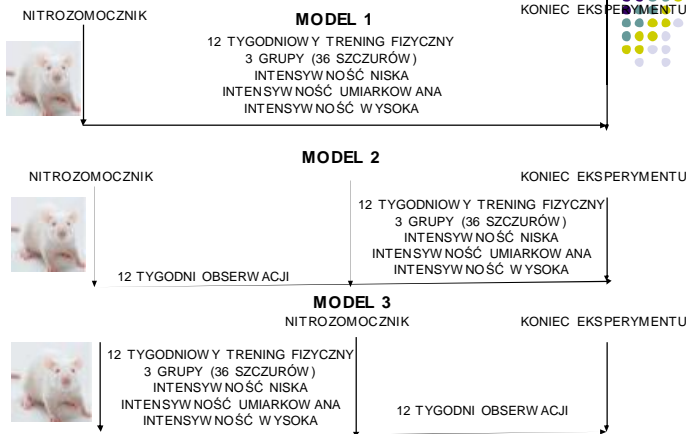 NITROZOMOCZNIK
MODEL 1
KONIEC EKSPERYMENTU
12 TYGODNIOWY TRENING FIZYCZNY
3 GRUPY (36 SZCZURÓW)
INTENSYWNOŚĆ NISKA
INTENSYWNOŚĆ UMIARKOWANA
INTENSYWNOŚĆ WYSOKA
MODEL 2
NITROZOMOCZNIK
KONIEC EKSPERYMENTU
12 TYGODNIOWY TRENING FIZYCZNY
3 GRUPY (36 SZCZURÓW)
INTENSYWNOŚĆ NISKA
INTENSYWNOŚĆ UMIARKOWANA
INTENSYWNOŚĆ WYSOKA
12 TYGODNI OBSERWACJI
MODEL 3
NITROZOMOCZNIK
KONIEC EKSPERYMENTU
12 TYGODNIOWY TRENING FIZYCZNY
3 GRUPY (36 SZCZURÓW)
INTENSYWNOŚĆ NISKA
INTENSYWNOŚĆ UMIARKOWANA
INTENSYWNOŚĆ WYSOKA
12 TYGODNI OBSERWACJI